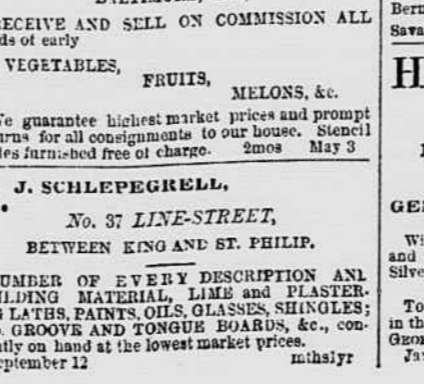 RECEIVE AND SELL ON COMMISSION ALL
ds of early
VEGETABLES,
FRUITS,
MELONS, &c.
We guarantee highest market prices and prompt
urns for all consignments to our house. Stencil
les furnished free of charge. 2mos May 3
J. SCHLEPEGRELL,
No. 37 LINE-STREET,
BETWEEN KING AND ST. PHILIP.
UMBER OF EVERY DESCRIPTION AND
ILDING MATERIAL, LIME and PLASTER-
G LATHS, PAINTS, OILS, GLASSES, SHINGLES;
GROOVE AND TONGUE BOARDS, &c., con-
ntly on hand at the lowest market prices.
eptember 12 mthslyr
Bern
Sava
H
GE
Wi
and
Silve
To
in th
GEO
Ja